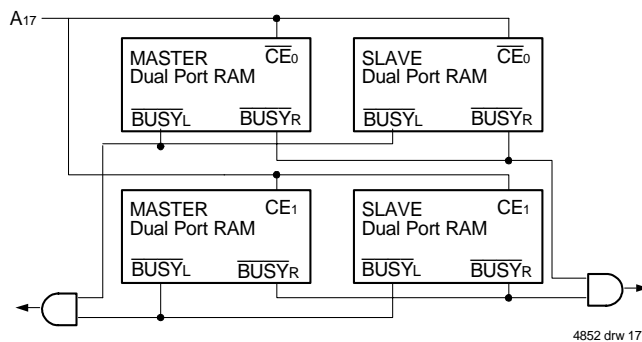 A17
MASTER CE0 SLAVE CE0
Dual Port RAM Dual Port RAM
BUSYL BUSYR BUSYL BUSYR
MASTER CE1 SLAVE CE1
Dual Port RAM Dual Port RAM
BUSYL BUSYR BUSYL BUSYR
4852 drw 17